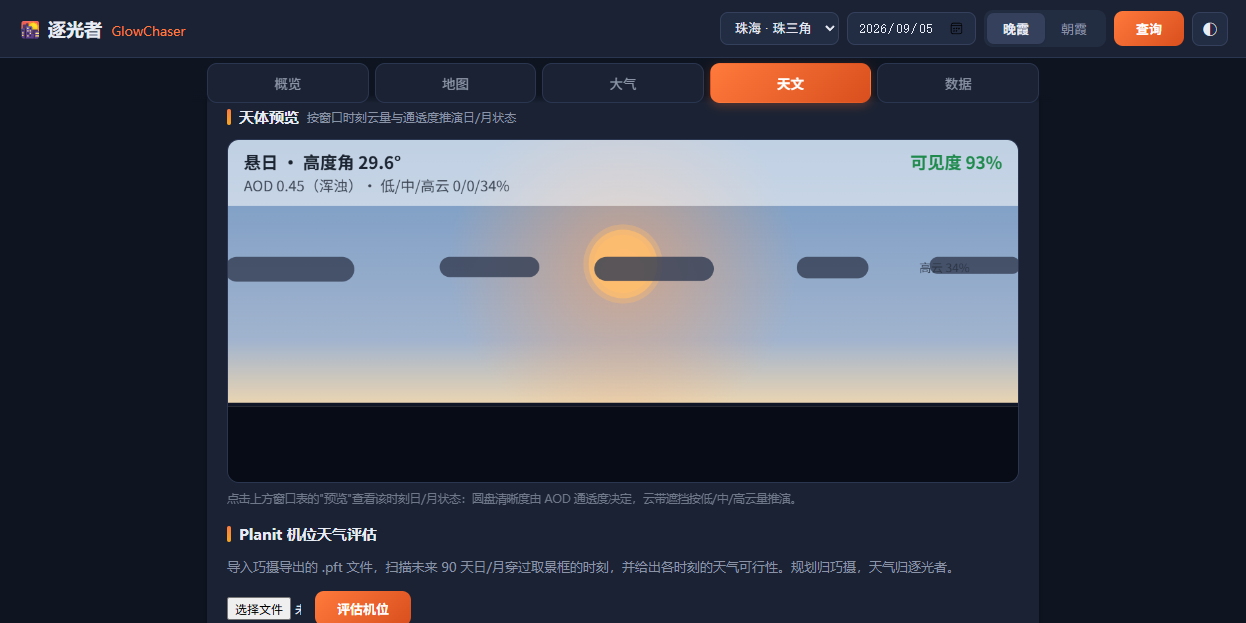 逐光者 GlowChaser
珠海 · 珠三角
2026/09/05
晚霞 朝霞
查询
概览 地图 大气 天文 数据
天体预览 按窗口时刻云量与通透度推演日/月状态
悬日 · 高度角 29.6° 可见度 93%
AOD 0.45（浑浊） · 低/中/高云 0/0/34%
高云 34%
点击上方窗口表的"预览"查看该时刻日/月状态：圆盘清晰度由 AOD 通透度决定，云带遮挡按低/中/高云量推演。
Planit 机位天气评估
导入巧摄导出的 .pft 文件，扫描未来 90 天日/月穿过取景框的时刻，并给出各时刻的天气可行性。规划归巧摄，天气归逐光者。
选择文件 评估机位